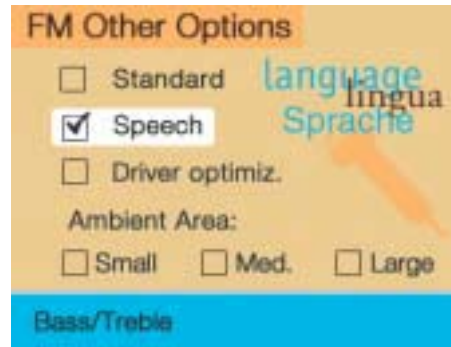 FM Other Options
Standard
language
lingua
Speech
Sprache
Driver optimiz.
Ambient Area:
Small Med. Large
Bass/Treble